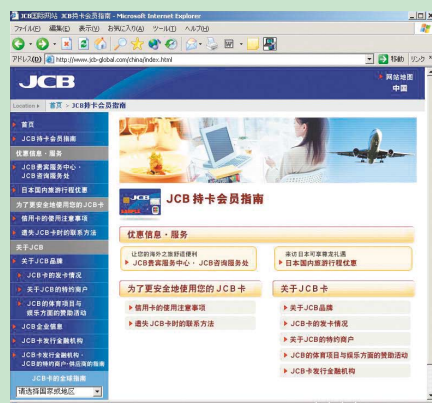 JCB国际网站 JCB持卡会员指南 - Microsoft Internet Explorer
ファイル(F) 編集(E) 表示(V) お気に入り(A) ツール(T) ヘルプ(H)
アドレス(D) http://www.jcb-global.com/china/index.html 移動 リンク
JCB
网站地图
中国
Location 首页 > JCB持卡会员指南
首页
JCB持卡会员指南
优惠信息・服务
JCB贵宾服务中心・
JCB咨询服务处
日本国内旅游行程优惠
为了更安全地使用您的JCB卡
信用卡的使用注意事项
遗失JCB卡时的联系方法
关于JCB
关于JCB品牌
JCB卡的发卡情况
关于JCB的特约商户
JCB的体育项目与
娱乐方面的赞助活动
JCB企业信息
JCB卡发行金融机构
JCB卡发行金融机构・
JCB的特约商户・供应商的指南
JCB卡的全球指南
请选择国家或地区
JCB
JCB 持卡会员指南
优惠信息・服务
让您的海外之旅舒适便利
JCB贵宾服务中心・JCB咨询服务处
来访日本可享尊龙礼遇
日本国内旅游行程优惠
为了更安全地使用您的 JCB 卡
信用卡的使用注意事项
遗失JCB卡时的联系方法
关于 JCB 卡
关于JCB品牌
JCB卡的发卡情况
关于JCB的特约商户
JCB的体育项目与娱乐方面的赞助活动
JCB卡发行金融机构